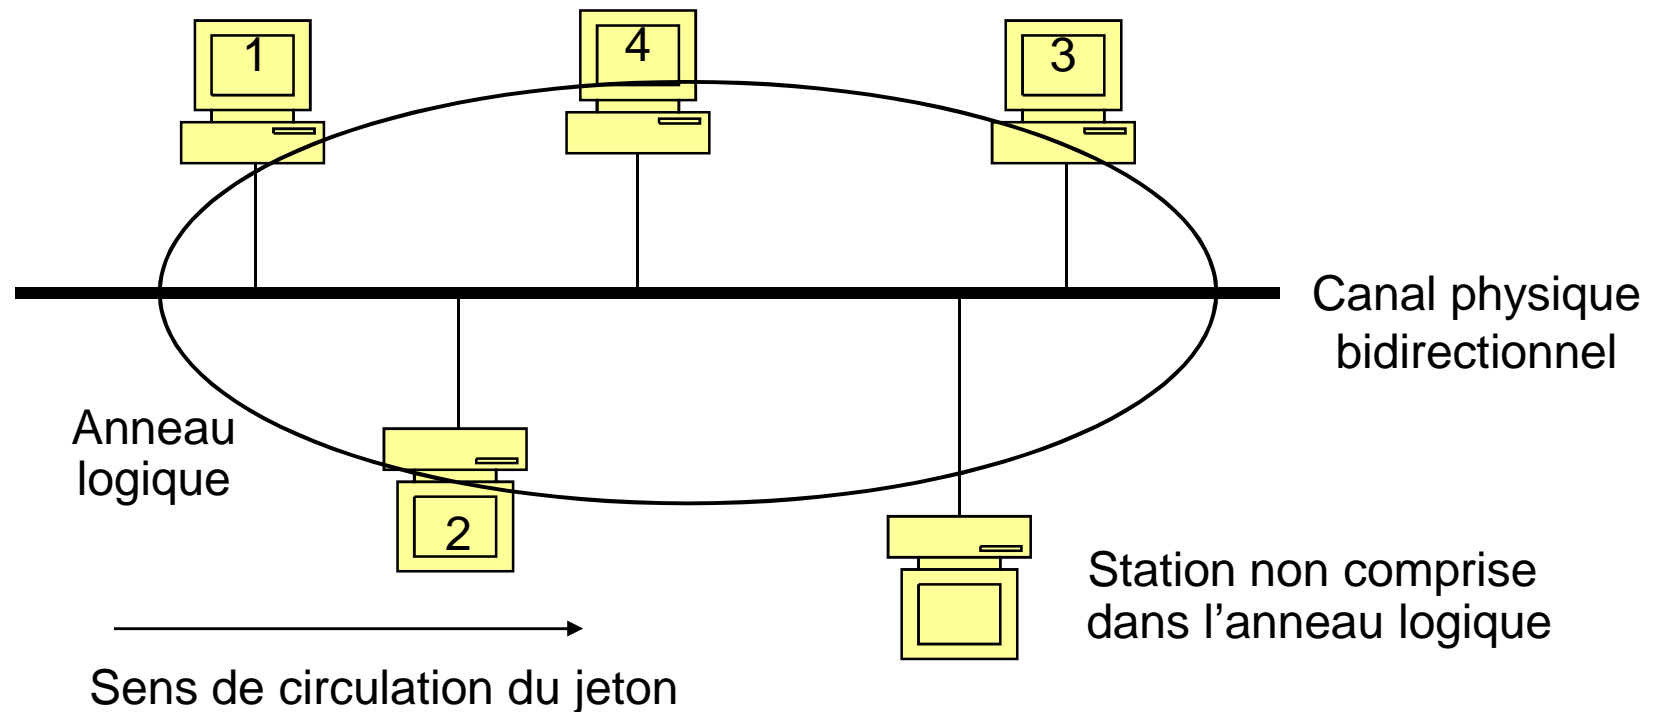 1
4
3
Canal physique
bidirectionnel
Anneau
logique
2
Station non comprise
dans l’anneau logique
Sens de circulation du jeton